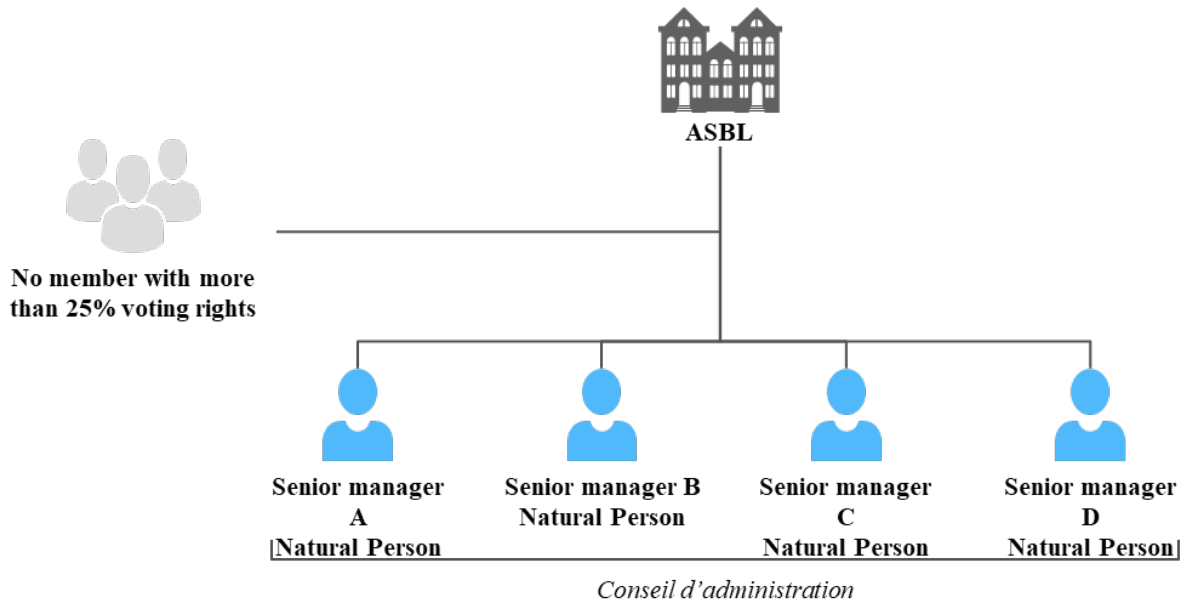 ASBL
No member with more
than 25% voting rights
Senior manager
A
Natural Person
Senior manager B
Natural Person
Senior manager
C
Natural Person
Senior manager
D
Natural Person
Conseil d’administration